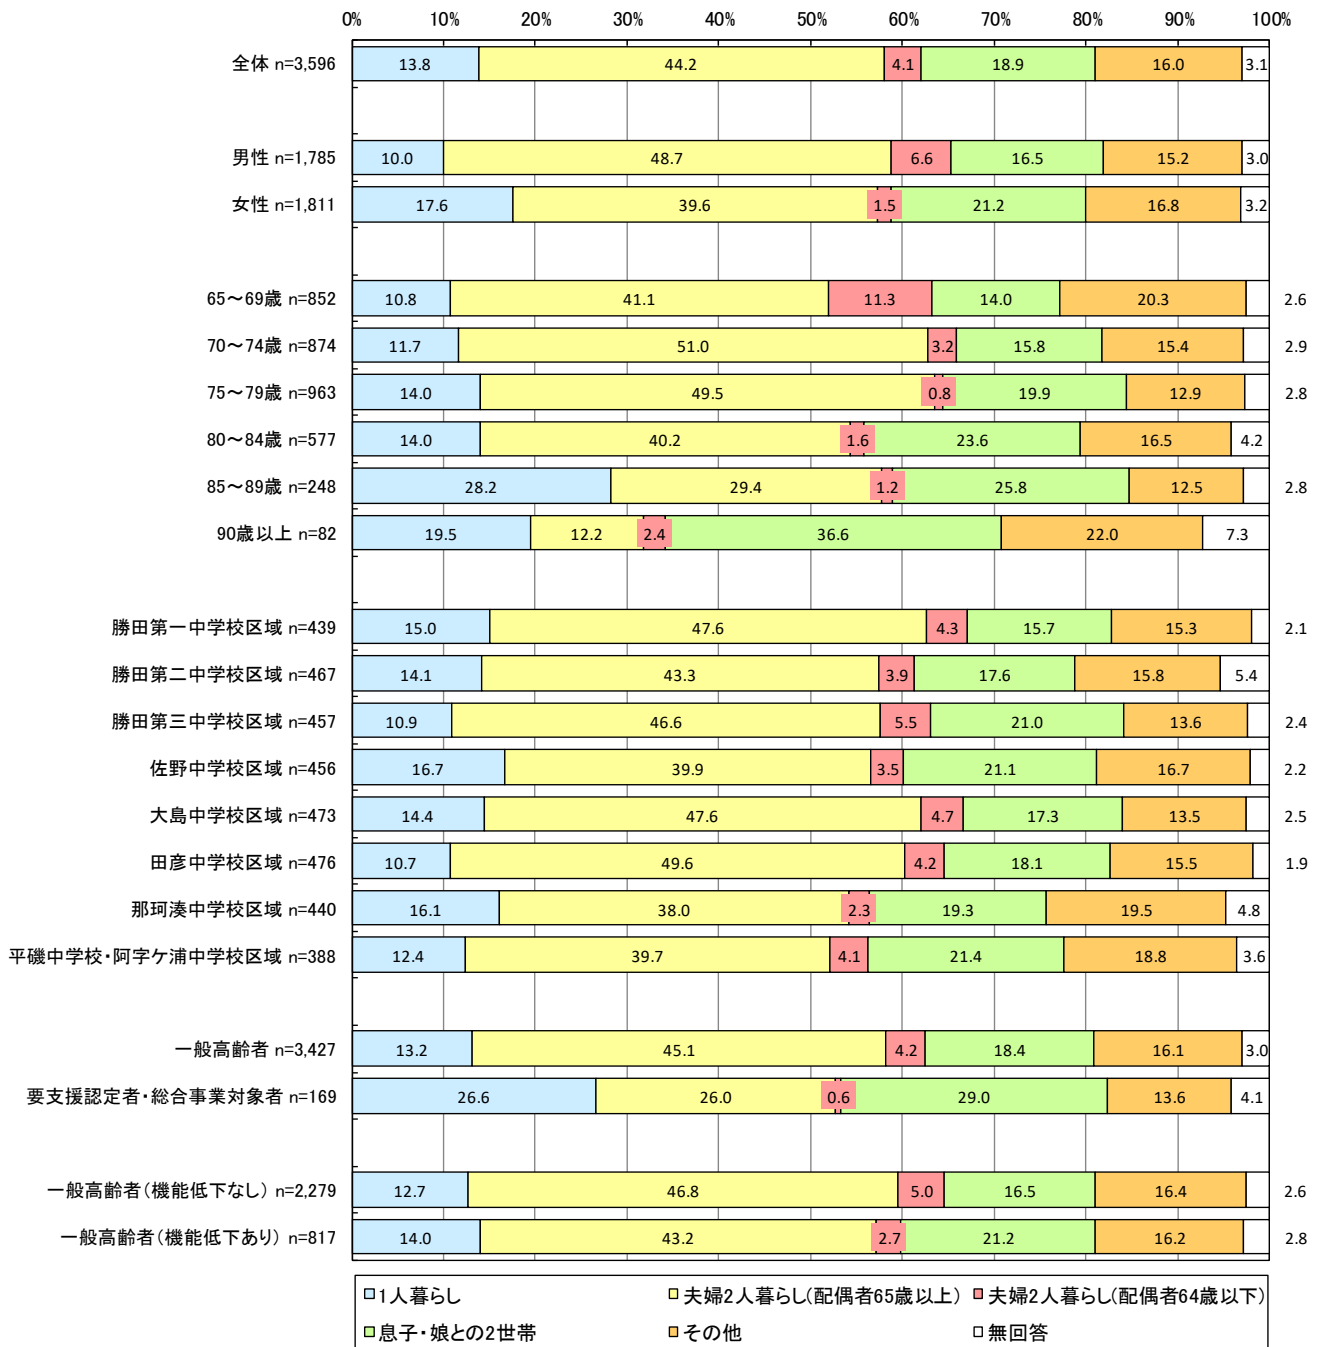 0% 10% 20% 30% 40% 50% 60% 70% 80% 90% 100%
全体 n=3,596 13.8 44.2 4.1 18.9 16.0 3.1
男性 n=1,785 10.0 48.7 6.6 16.5 15.2 3.0
女性 n=1,811 17.6 39.6 1.5 21.2 16.8 3.2
65～69歳 n=852 10.8 41.1 11.3 14.0 20.3 2.6
70～74歳 n=874 11.7 51.0 3.2 15.8 15.4 2.9
75～79歳 n=963 14.0 49.5 0.8 19.9 12.9 2.8
80～84歳 n=577 14.0 40.2 1.6 23.6 16.5 4.2
85～89歳 n=248 28.2 29.4 1.2 25.8 12.5 2.8
90歳以上 n=82 19.5 12.2 2.4 36.6 22.0 7.3
勝田第一中学校区域 n=439 15.0 47.6 4.3 15.7 15.3 2.1
勝田第二中学校区域 n=467 14.1 43.3 3.9 17.6 15.8 5.4
勝田第三中学校区域 n=457 10.9 46.6 5.5 21.0 13.6 2.4
佐野中学校区域 n=456 16.7 39.9 3.5 21.1 16.7 2.2
大島中学校区域 n=473 14.4 47.6 4.7 17.3 13.5 2.5
田彦中学校区域 n=476 10.7 49.6 4.2 18.1 15.5 1.9
那珂湊中学校区域 n=440 16.1 38.0 2.3 19.3 19.5 4.8
平磯中学校・阿字ケ浦中学校区域 n=388 12.4 39.7 4.1 21.4 18.8 3.6
一般高齢者 n=3,427 13.2 45.1 4.2 18.4 16.1 3.0
要支援認定者・総合事業対象者 n=169 26.6 26.0 0.6 29.0 13.6 4.1
一般高齢者（機能低下なし） n=2,279 12.7 46.8 5.0 16.5 16.4 2.6
一般高齢者（機能低下あり） n=817 14.0 43.2 2.7 21.2 16.2 2.8
1人暮らし 夫婦2人暮らし（配偶者65歳以上） 夫婦2人暮らし（配偶者64歳以下）
息子・娘との2世帯 その他 無回答